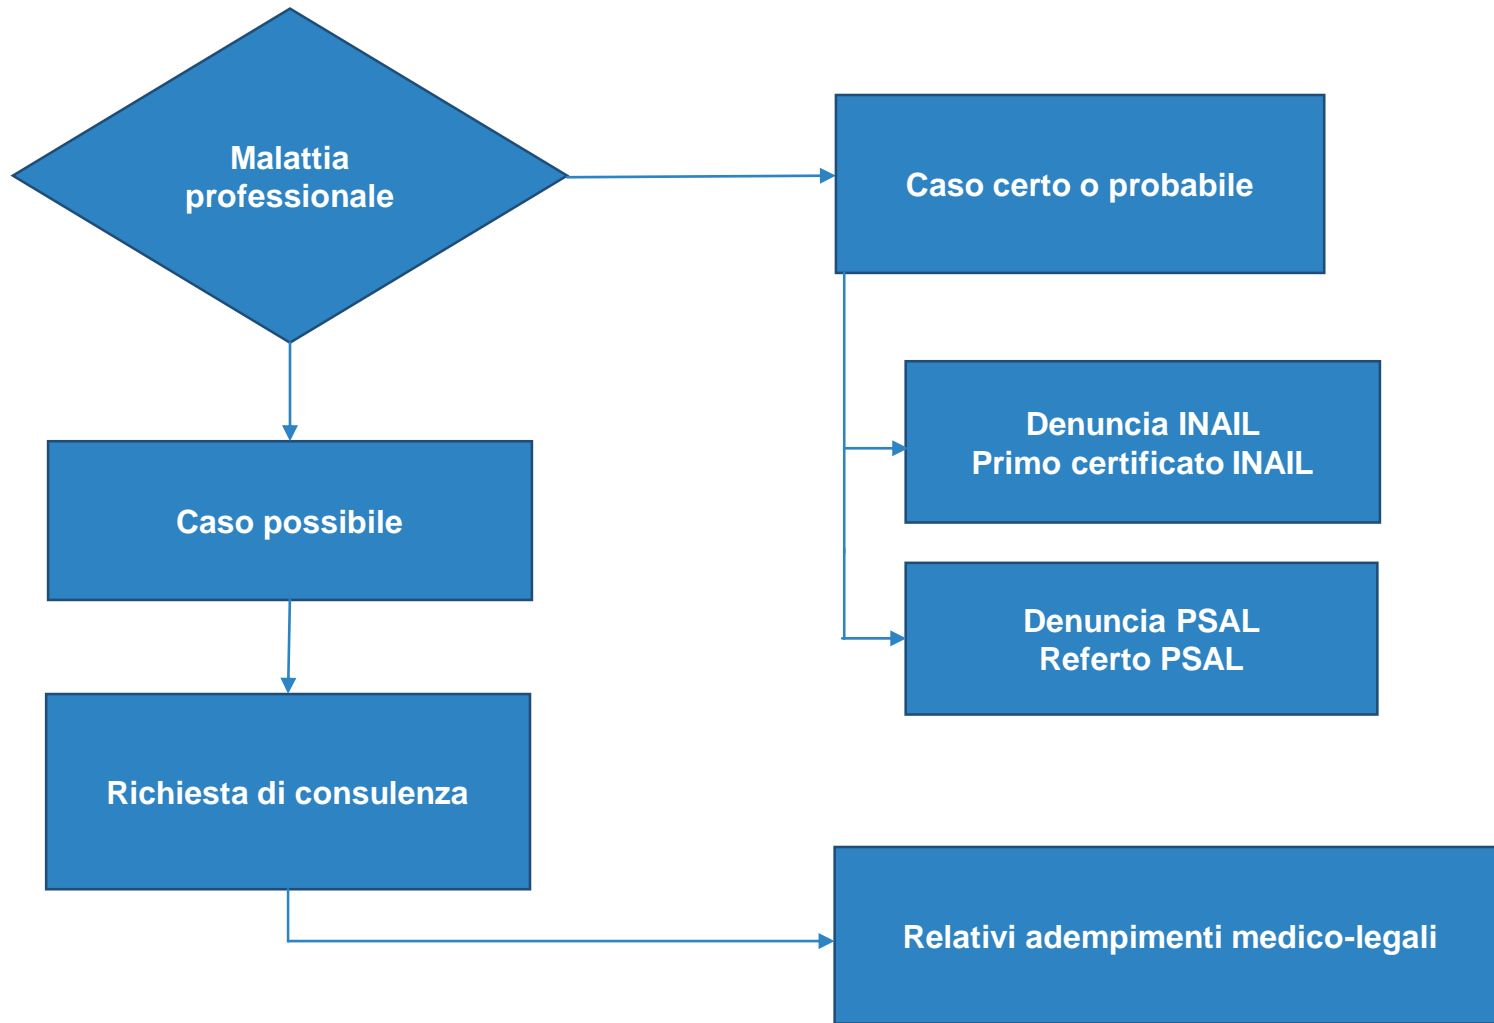 Malattia
professionale
Caso certo o probabile
Denuncia INAIL
Primo certificato INAIL
Caso possibile
Denuncia PSAL
Referto PSAL
Richiesta di consulenza
Relativi adempimenti medico-legali